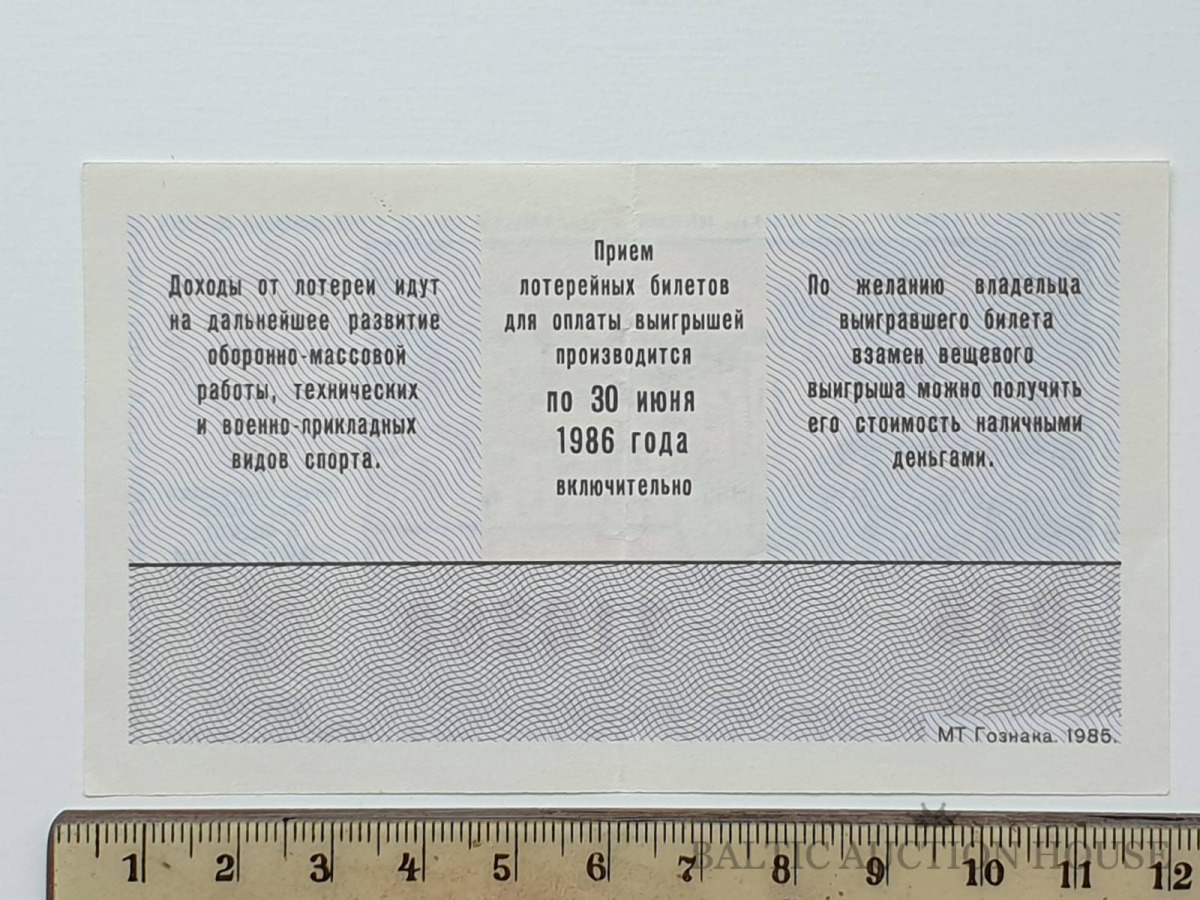 Доходы от лотереи идут
на дальнейшее развитие
оборонно-массовой
работы, технических
и военно-прикладных
видов спорта.
Прием
лотерейных билетов
для оплаты выигрышей
производится
по 30 июня
1986 года
включительно
По желанию владельца
выигравшего билета
взамен вещевого
выигрыша можно получить
его стоимость наличными
деньгами.
МТ Гознака. 1985.
1 2 3 4 5 6 7 8 9 10 11 12
BALTIC AUCTION HOUSE